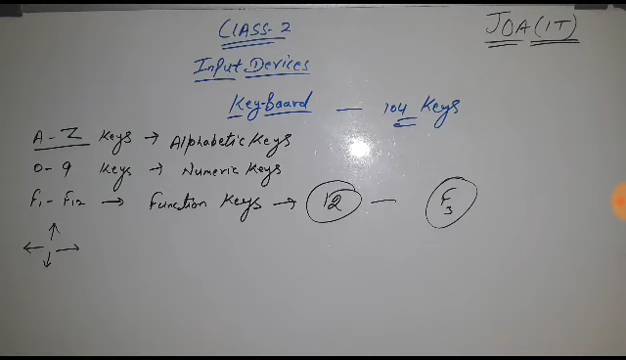 CLASS-2
JOA(IT)
Input Devices
Key-Board — 104 Keys
A-Z Keys → Alphabetic Keys
0-9 Keys → Numeric Keys
F1-F12 → Function Keys → 12 — F3